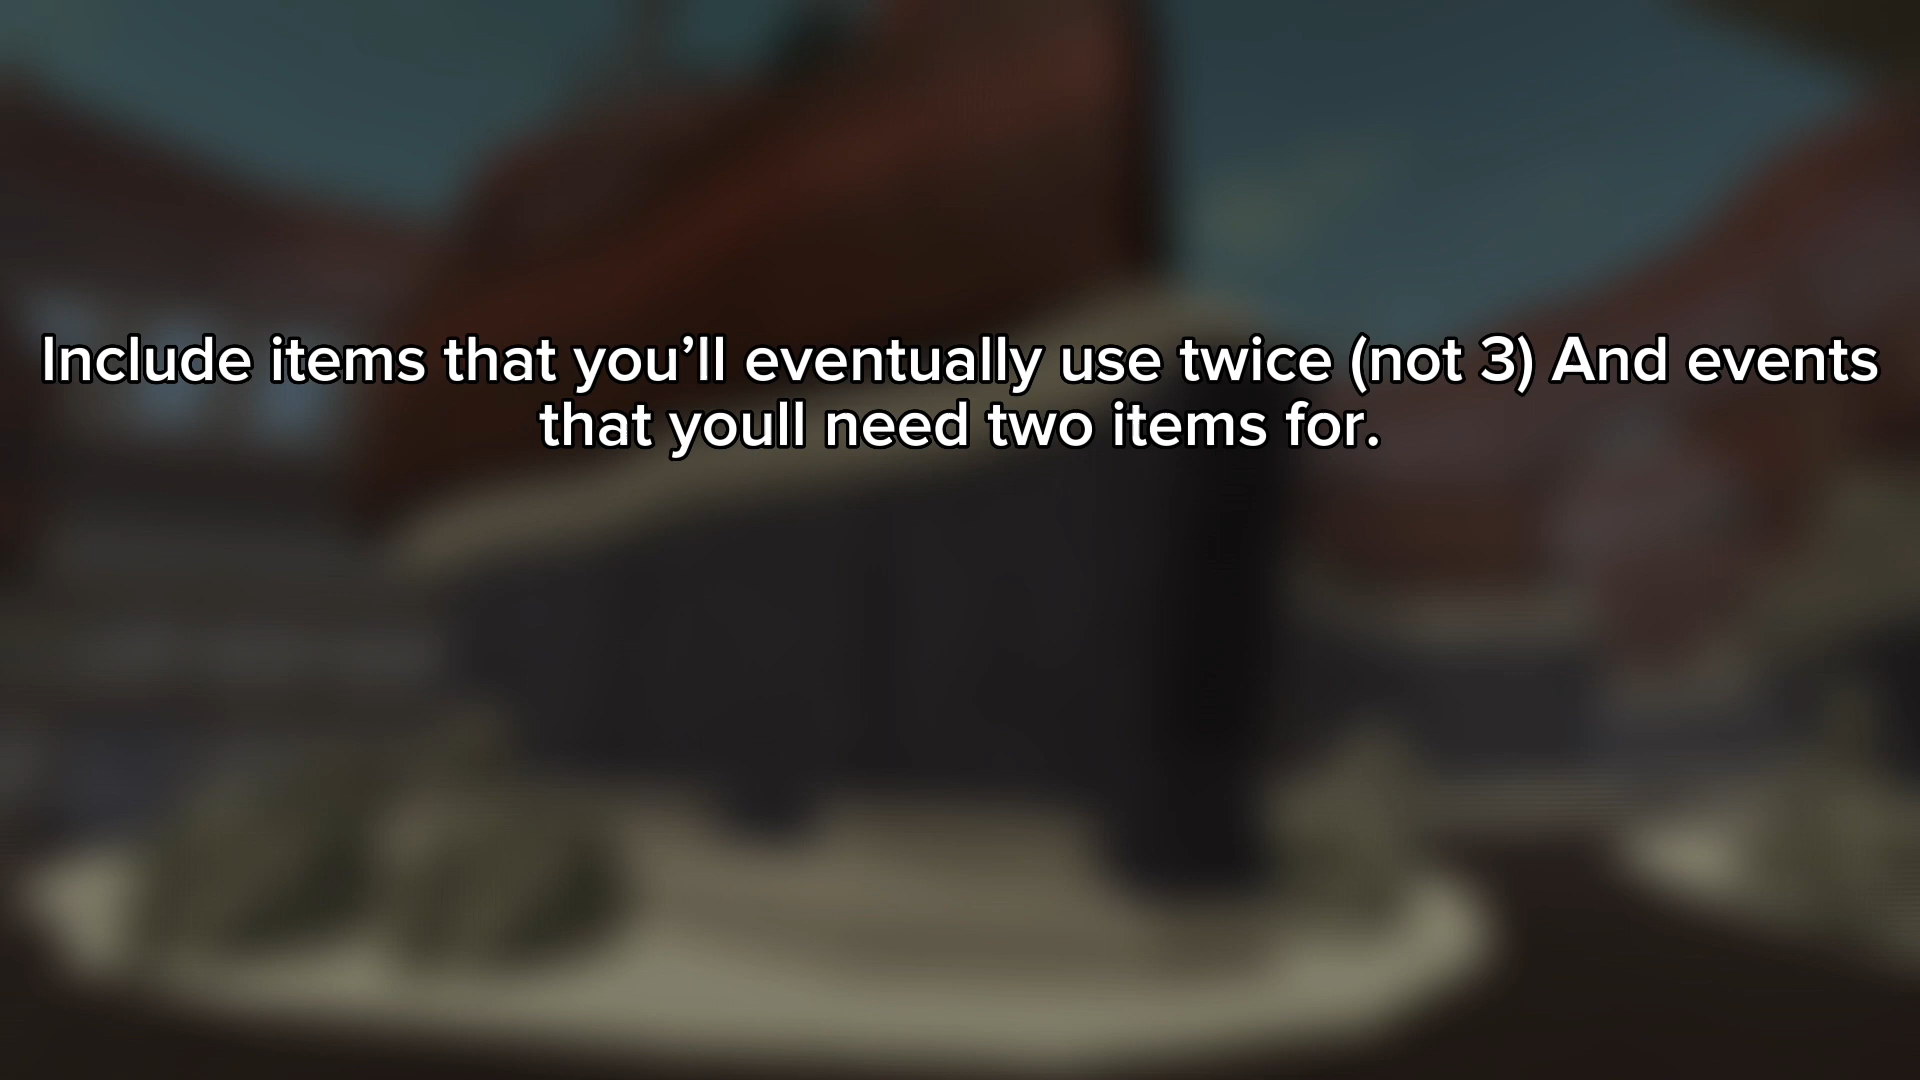 Include items that you’ll eventually use twice (not 3) And events
that youll need two items for.